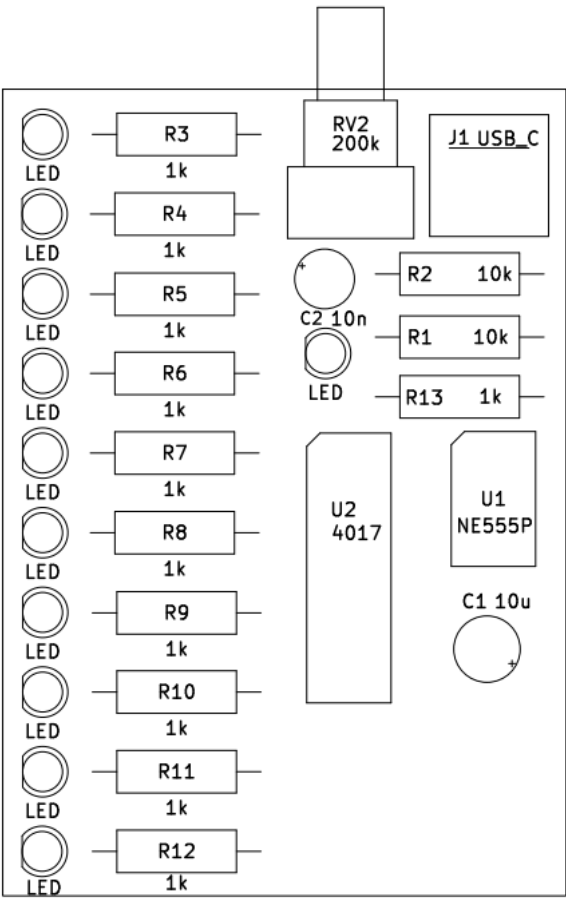 R3
1k
LED
R4
1k
LED
R5
1k
LED
R6
1k
LED
R7
1k
LED
R8
1k
LED
R9
1k
LED
R10
1k
LED
R11
1k
LED
R12
1k
LED
RV2
200k
J1 USB_C
+
C2 10n
LED
R2 10k
R1 10k
R13 1k
U2
4017
U1
NE555P
C1 10u
+